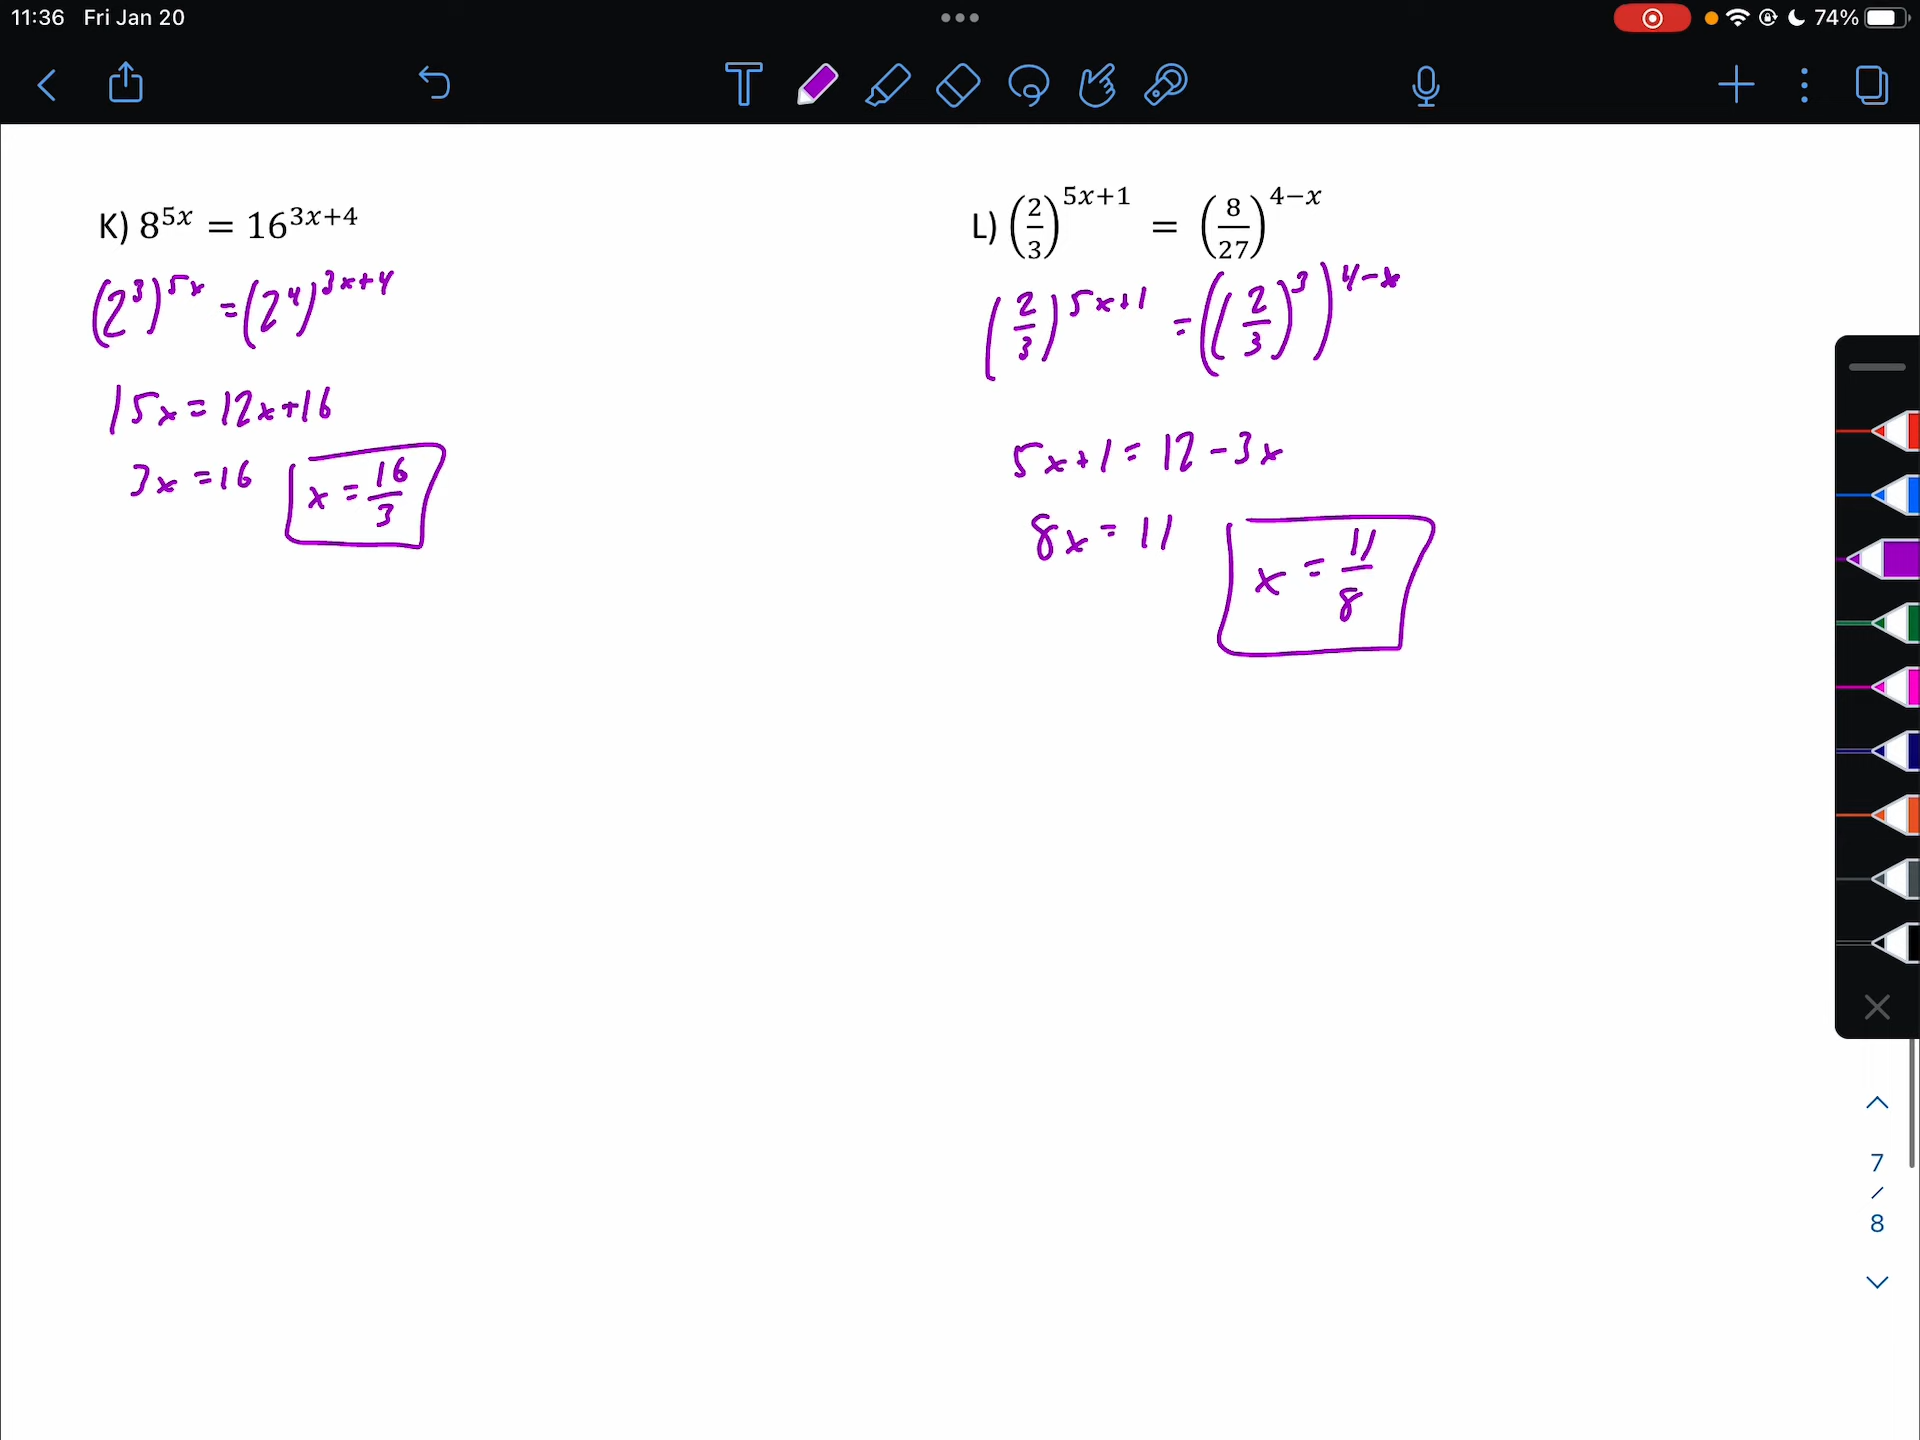 11:36 Fri Jan 20
74%
K) 8^{5x} = 16^{3x+4}
(2^3)^{5x} = (2^4)^{3x+4}
15x = 12x+16
3x = 16
x = 16/3
L) (2/3)^{5x+1} = (8/27)^{4-x}
(2/3)^{5x+1} = ((2/3)^3)^{4-x}
5x+1 = 12-3x
8x = 11
x = 11/8
7
/
8